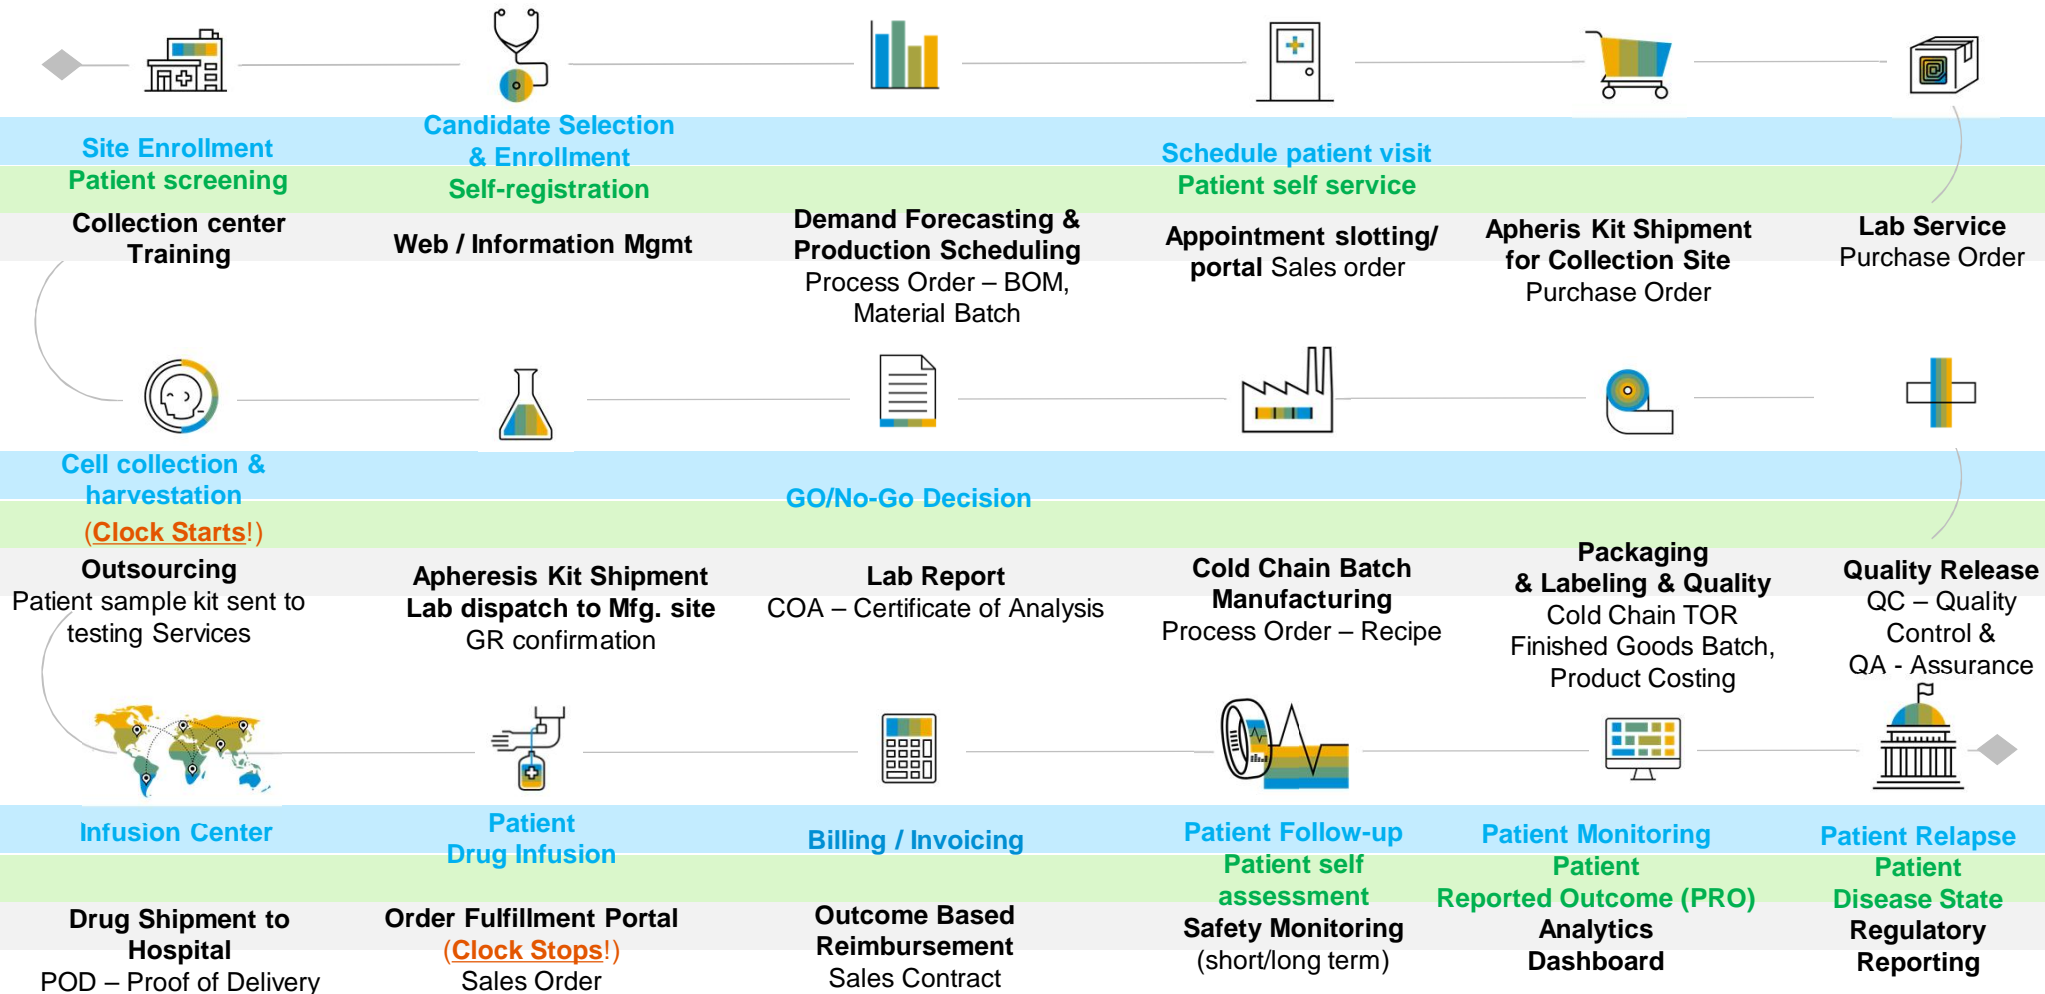 Site Enrollment
Patient screening
Collection center
Training
Candidate Selection
& Enrollment
Self-registration
Web / Information Mgmt
Demand Forecasting &
Production Scheduling
Process Order – BOM,
Material Batch
Schedule patient visit
Patient self service
Appointment slotting/
portal Sales order
Apheris Kit Shipment
for Collection Site
Purchase Order
Lab Service
Purchase Order
Cell collection &
harvestation
(Clock Starts!)
Outsourcing
Patient sample kit sent to
testing Services
Apheresis Kit Shipment
Lab dispatch to Mfg. site
GR confirmation
GO/No-Go Decision
Lab Report
COA – Certificate of Analysis
Cold Chain Batch
Manufacturing
Process Order – Recipe
Packaging
& Labeling & Quality
Cold Chain TOR
Finished Goods Batch,
Product Costing
Quality Release
QC – Quality
Control &
QA - Assurance
Infusion Center
Drug Shipment to
Hospital
POD – Proof of Delivery
Patient
Drug Infusion
Order Fulfillment Portal
(Clock Stops!)
Sales Order
Billing / Invoicing
Outcome Based
Reimbursement
Sales Contract
Patient Follow-up
Patient self
assessment
Safety Monitoring
(short/long term)
Patient Monitoring
Patient
Reported Outcome (PRO)
Analytics
Dashboard
Patient Relapse
Patient
Disease State
Regulatory
Reporting